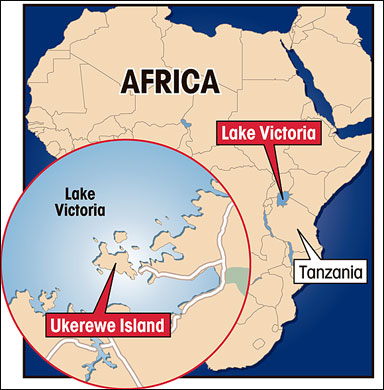 AFRICA
Lake Victoria
Lake
Victoria
Tanzania
Ukerewe Island